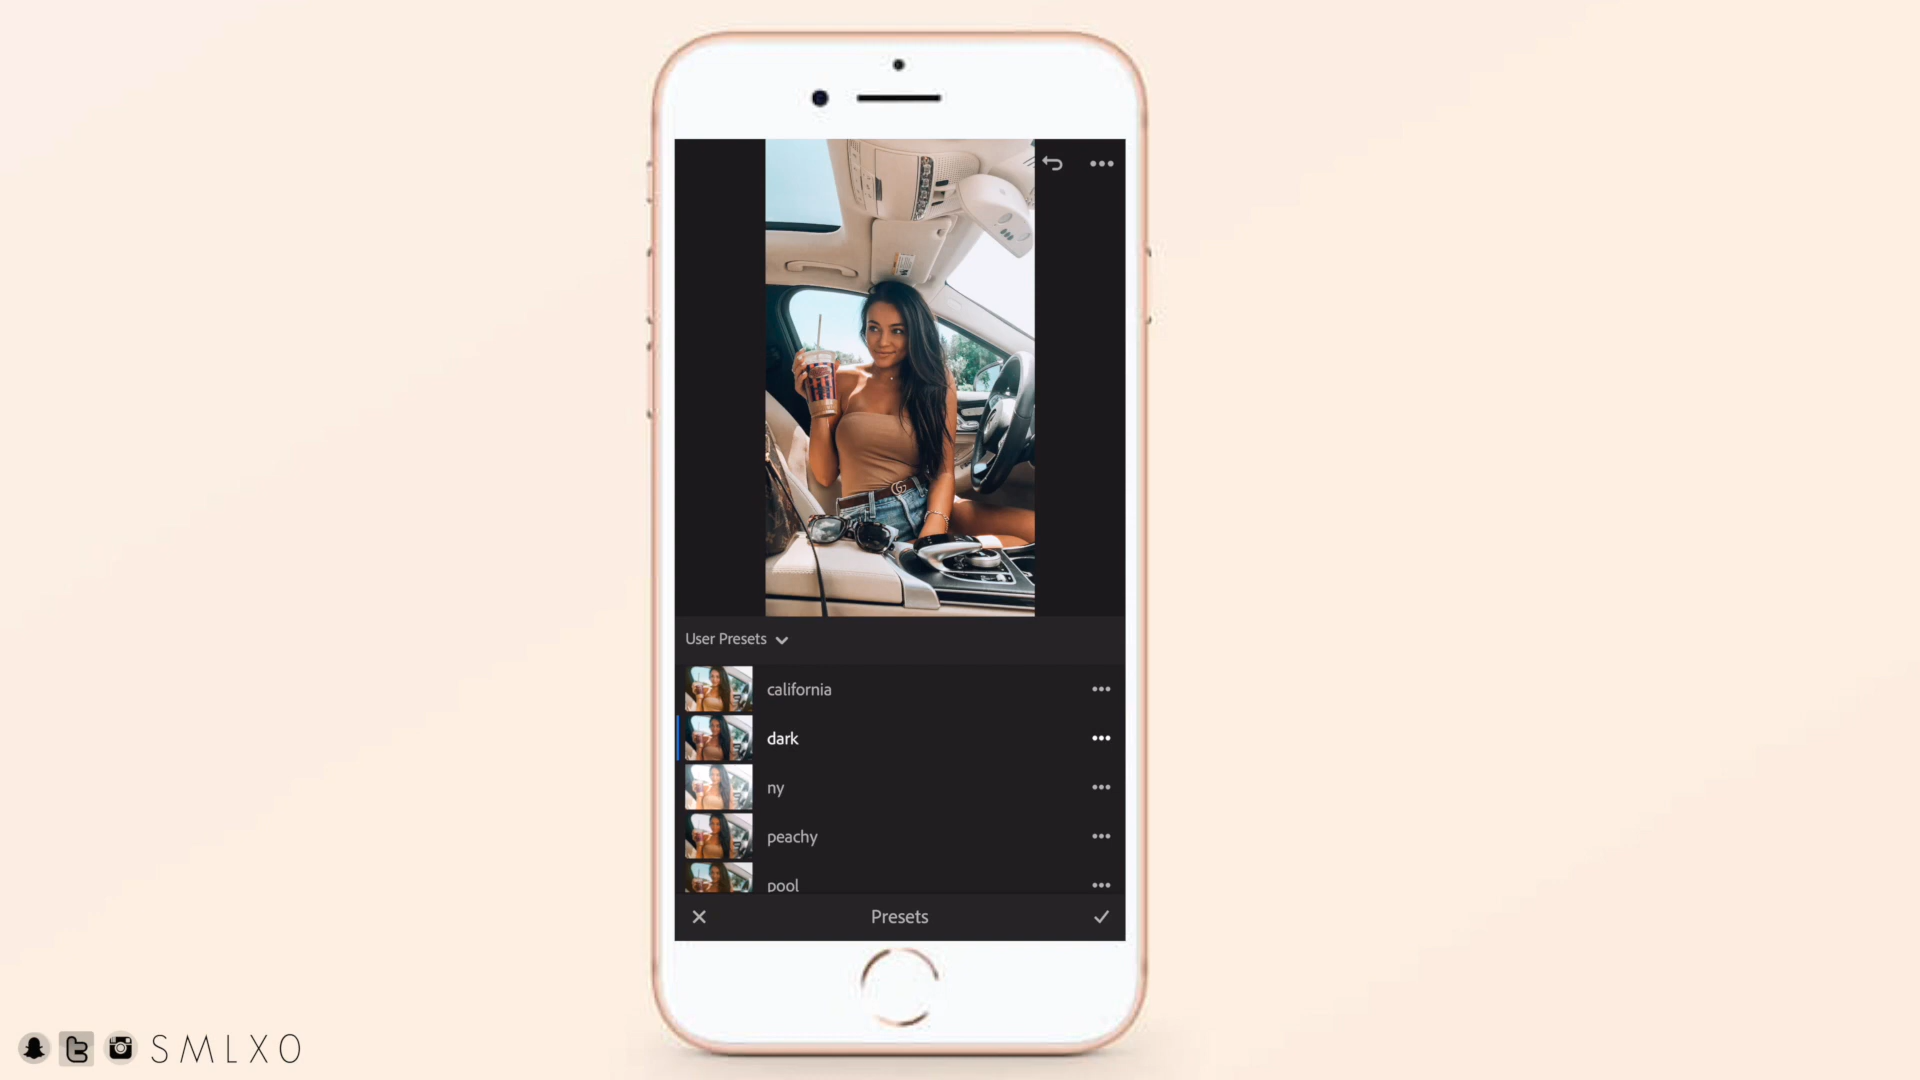 User Presets
california
dark
ny
peachy
pool
Presets
SMLXO